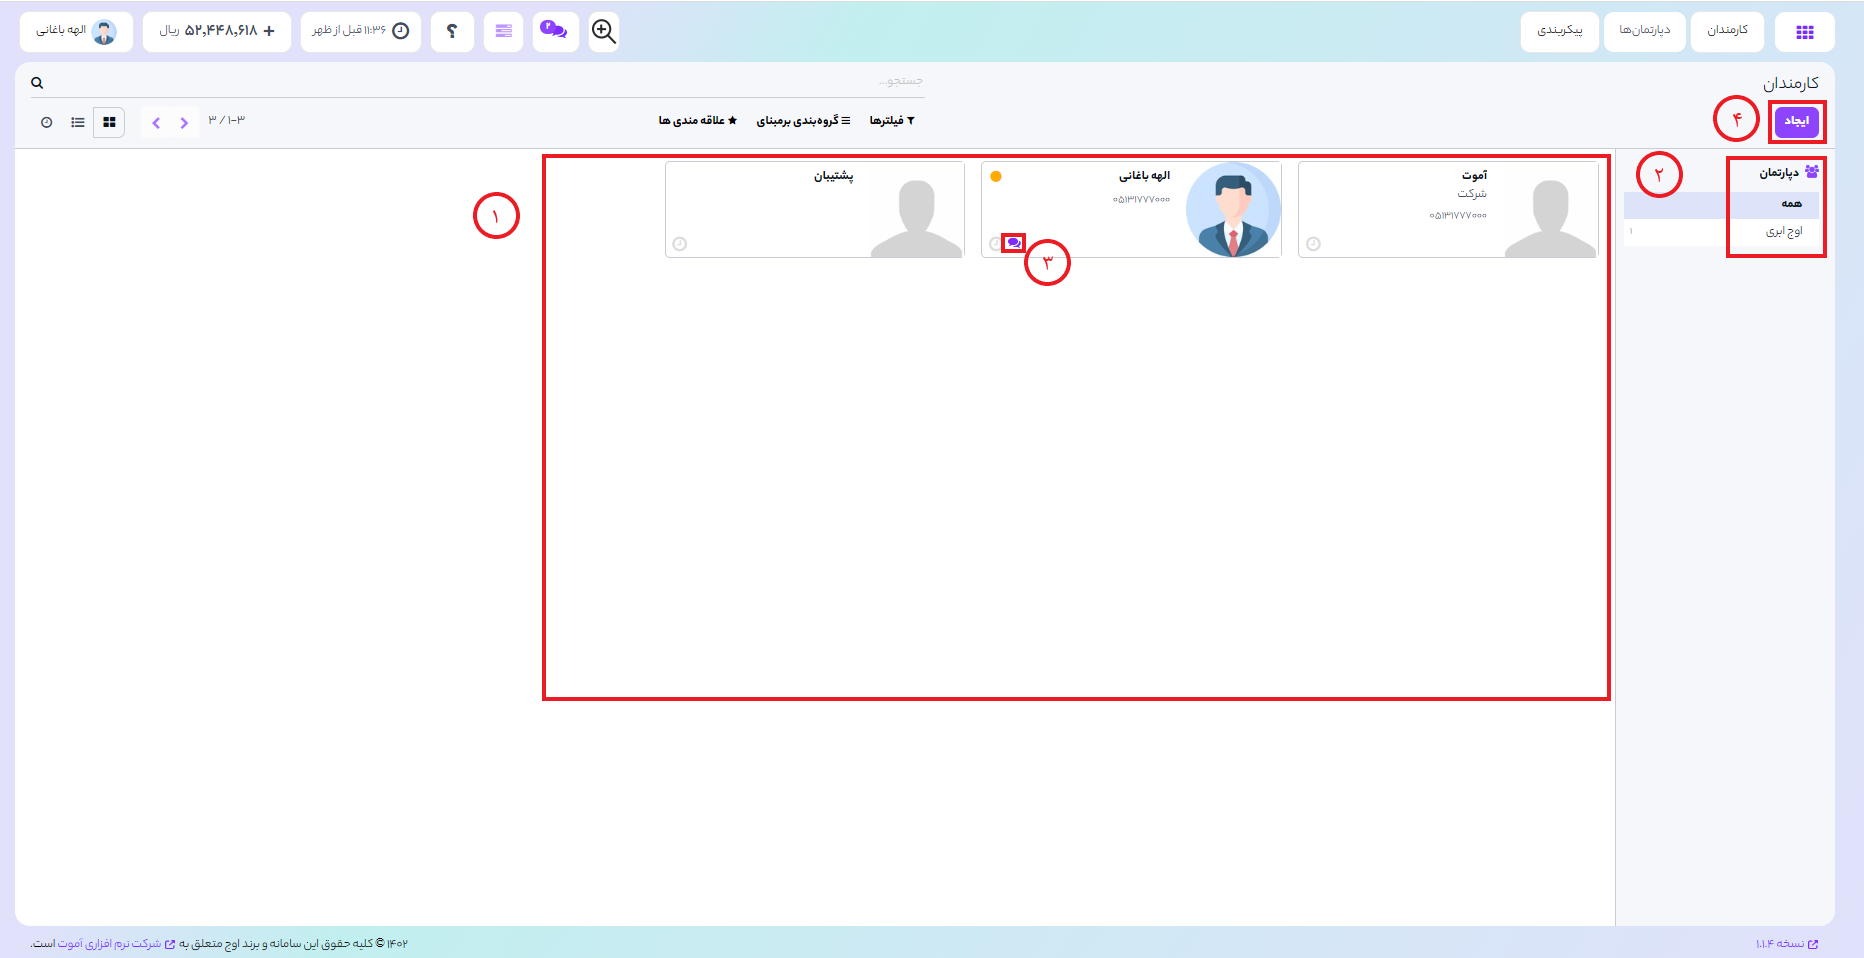 کارمندان
دپارتمان‌ها
پیکربندی
۲
؟
۱۱:۳۶ قبل از ظهر
+ ۵۲,۴۴۸,۶۱۸ ریال
الهه باغانی
کارمندان
جستجو...
ایجاد
۴
فیلترها
گروه‌بندی برمبنای
علاقه مندی ها
۱-۳ / ۳
دپارتمان
همه
اوج ابری ۱
۲
آموت
شرکت
۰۵۱۳۱۷۷۷۰۰۰
الهه باغانی
۰۵۱۳۱۷۷۷۰۰۰
۳
پشتیبان
۱
نسخه ۱.۱.۴
۱۴۰۲ © کلیه حقوق این سامانه و برند اوج متعلق به شرکت نرم افزاری آموت است.